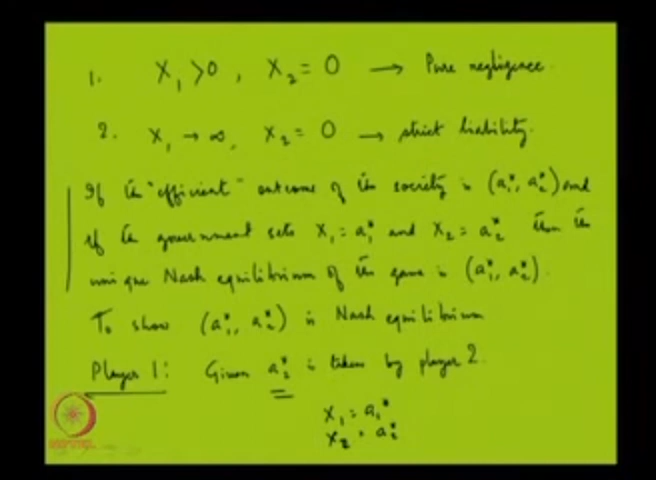 1. X₁ > 0, X₂ = 0 → Pure negligence.
2. X₁ → ∞, X₂ = 0 → strict liability.
If the "efficient" outcome of the society is (a₁*, a₂*) and
if the government sets X₁ = a₁* and X₂ = a₂* then the
unique Nash equilibrium of the game is (a₁*, a₂*).
To show (a₁*, a₂*) is Nash equilibrium
Player 1: Given a₂* is taken by player 2.
X₁ = a₁*
X₂ = a₂*